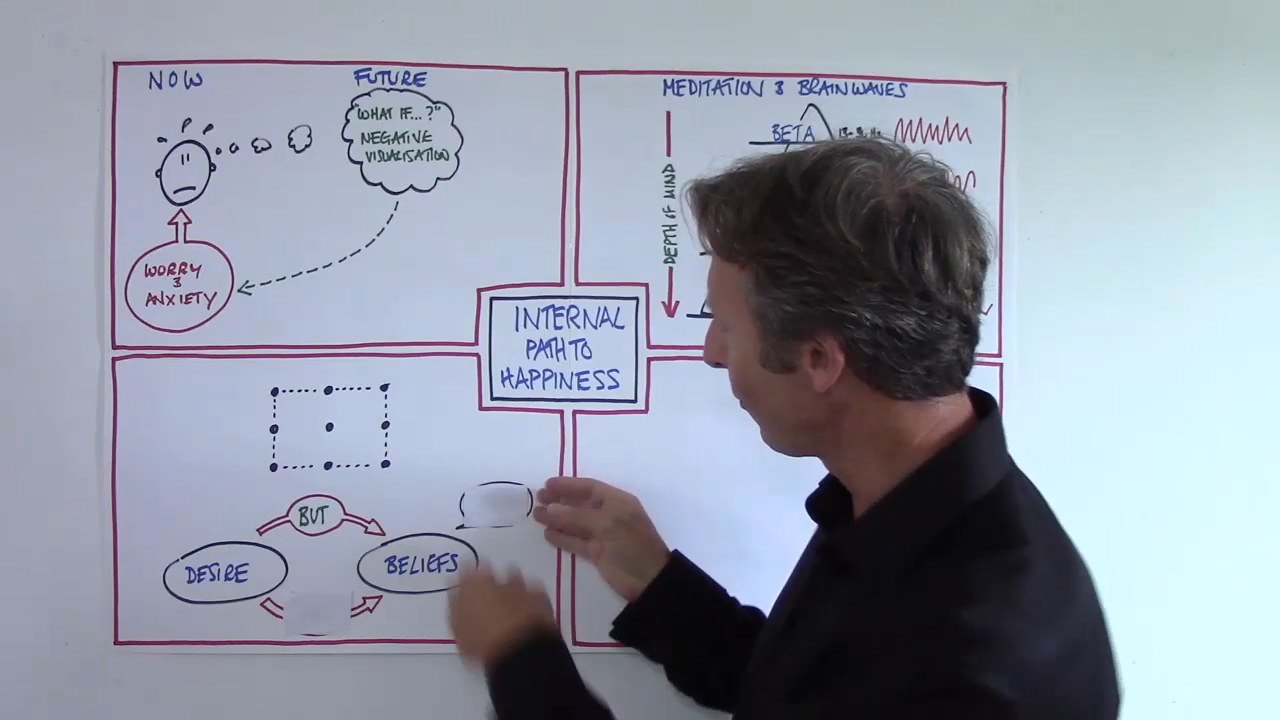 NOW
FUTURE
"WHAT IF...?"
NEGATIVE
VISUALISATION
WORRY
&
ANXIETY
MEDITATION & BRAINWAVES
BETA
DEPTH OF MIND
INTERNAL
PATH TO
HAPPINESS
BUT
DESIRE
BELIEFS